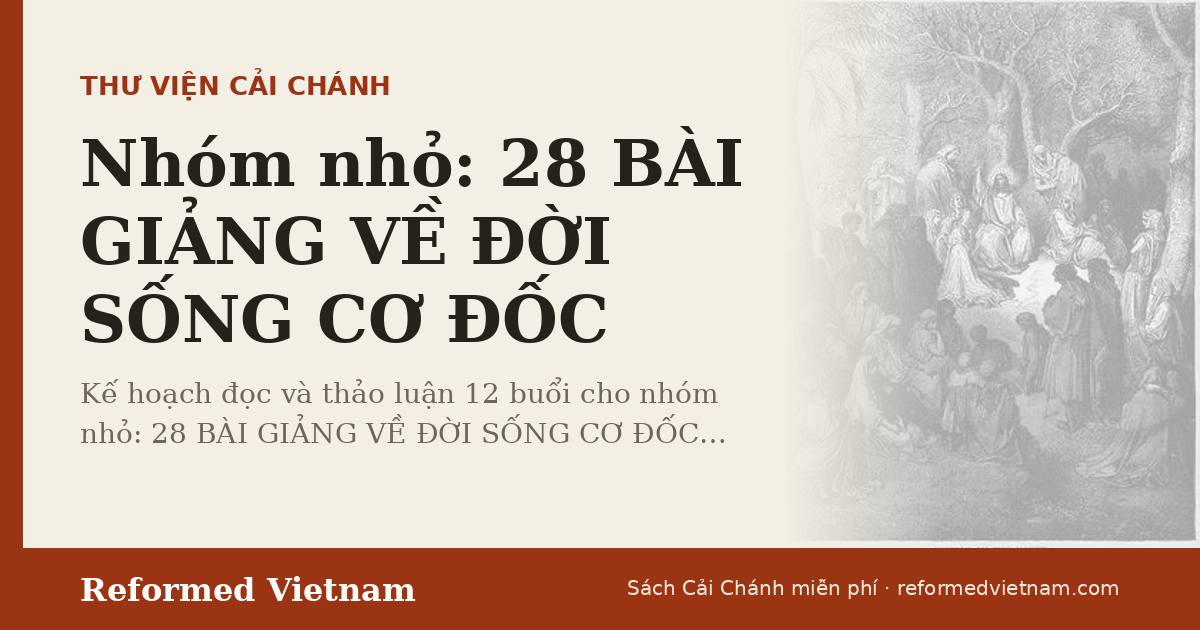 THƯ VIỆN CẢI CHÁNH
Nhóm nhỏ: 28 BÀI
GIẢNG VỀ ĐỜI
SỐNG CƠ ĐỐC
Kế hoạch đọc và thảo luận 12 buổi cho nhóm
nhỏ: 28 BÀI GIẢNG VỀ ĐỜI SỐNG CƠ ĐỐC...
Reformed Vietnam
Sách Cải Chánh miễn phí · reformedvietnam.com